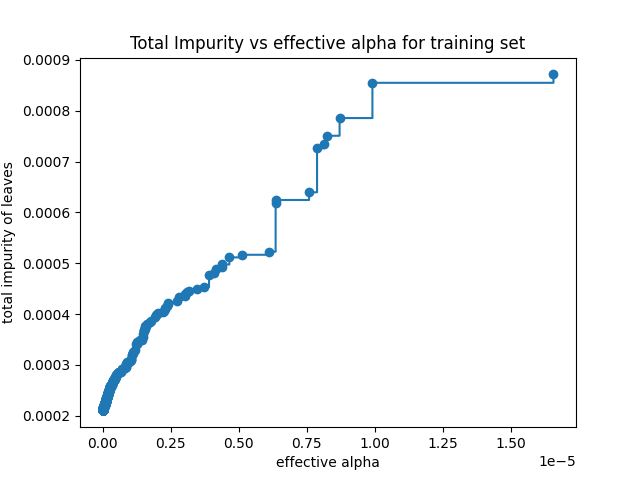 Total Impurity vs effective alpha for training set
0.0009
0.0008
0.0007
0.0006
0.0005
0.0004
0.0003
0.0002
total impurity of leaves
0.00 0.25 0.50 0.75 1.00 1.25 1.50
1e−5
effective alpha